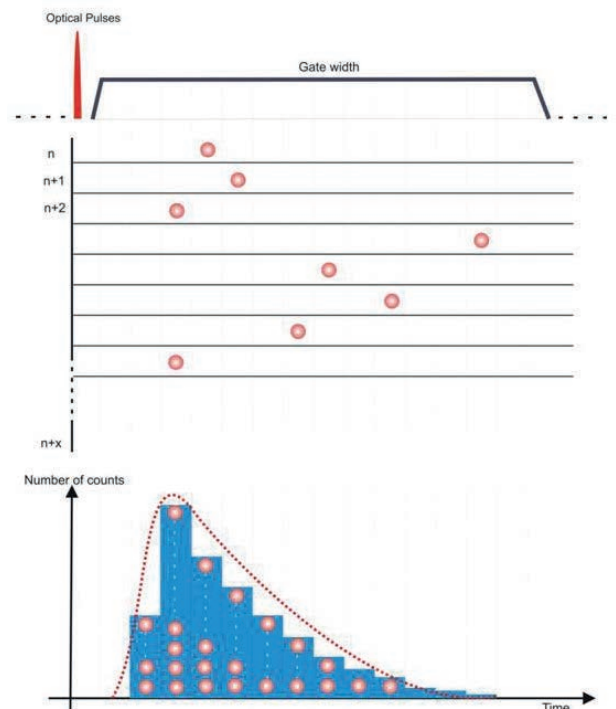 Optical Pulses
Gate width
n
n+1
n+2
n+x
Number of counts
Time